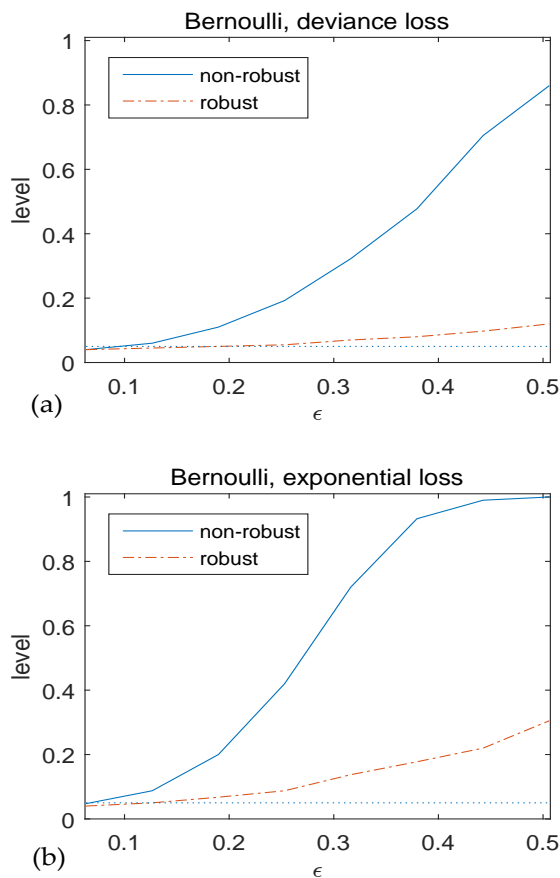 Bernoulli, deviance loss
1
0.8
0.6
0.4
0.2
0
level
non-robust
robust
0.1 0.2 0.3 0.4 0.5
ϵ
(a)
Bernoulli, exponential loss
1
0.8
0.6
0.4
0.2
0
level
non-robust
robust
0.1 0.2 0.3 0.4 0.5
ϵ
(b)